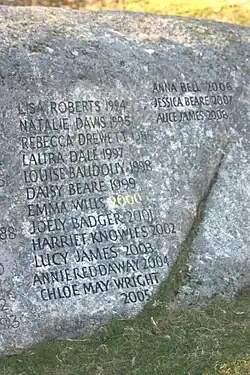 LISA ROBERTS 1994
NATALIE DAVIS 1995
REBECCA DREWETT 1996
LAURA DALE 1997
LOUISE BAUDOUY 1998
DAISY BEARE 1999
EMMA WILLS 2000
JOELY BADGER 2001
HARRIET KNOWLES 2002
LUCY JAMES 2003
ANNIE REDDAWAY 2004
CHLOE MAY WRIGHT
2005
ANNA BELL 2006
JESSICA BEARE 2007
ALICE JAMES 2008